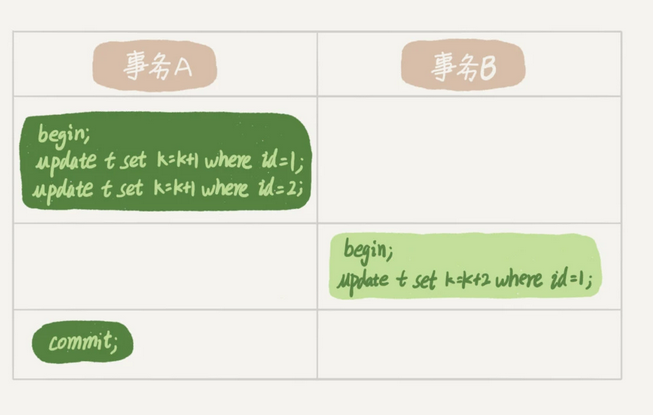 事务A
事务B
begin;
update t set k=k+1 where id=1;
update t set k=k+1 where id=2;
begin;
update t set k=k+2 where id=1;
commit;